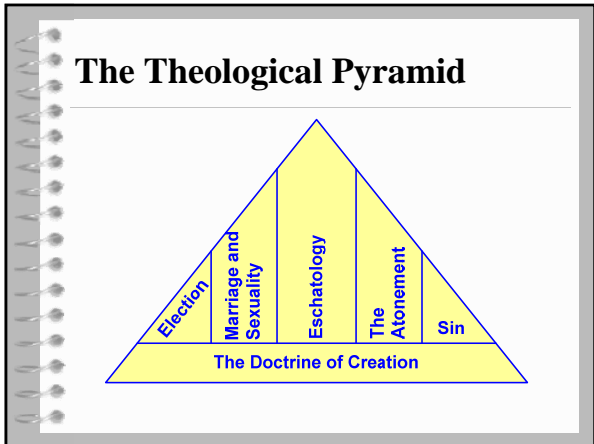 The Theological Pyramid
Election
Marriage and
Sexuality
Eschatology
The
Atonement
Sin
The Doctrine of Creation